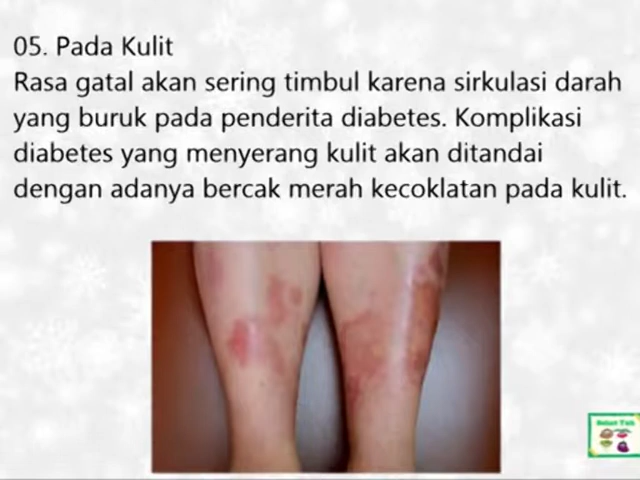 05. Pada Kulit
Rasa gatal akan sering timbul karena sirkulasi darah
yang buruk pada penderita diabetes. Komplikasi
diabetes yang menyerang kulit akan ditandai
dengan adanya bercak merah kecoklatan pada kulit.